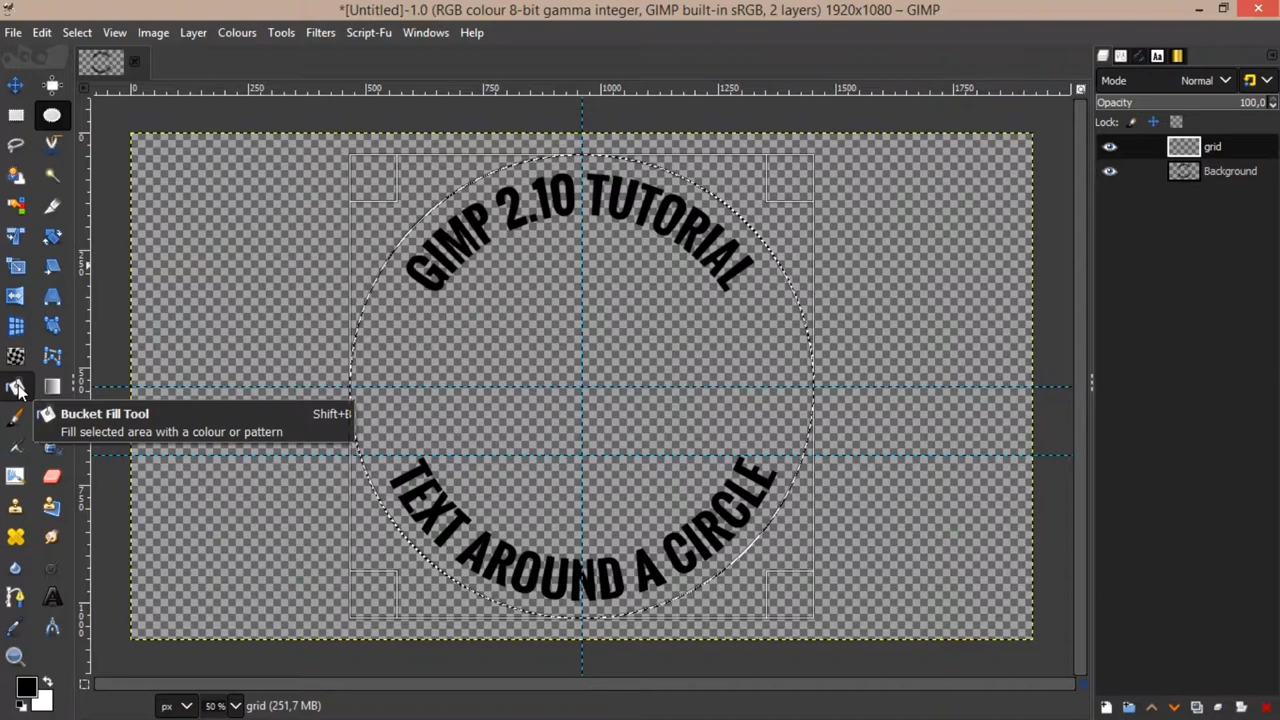 *[Untitled]-1.0 (RGB colour 8-bit gamma integer, GIMP built-in sRGB, 2 layers) 1920x1080 – GIMP
File Edit Select View Image Layer Colours Tools Filters Script-Fu Windows Help
Mode Normal
Opacity 100,0
Lock:
0 250 500 750 1000 1250 1500 1750
grid
Background
GIMP 2.10 TUTORIAL
Bucket Fill Tool Shift+B
Fill selected area with a colour or pattern
TEXT AROUND A CIRCLE
px 50 % grid (251,7 MB)